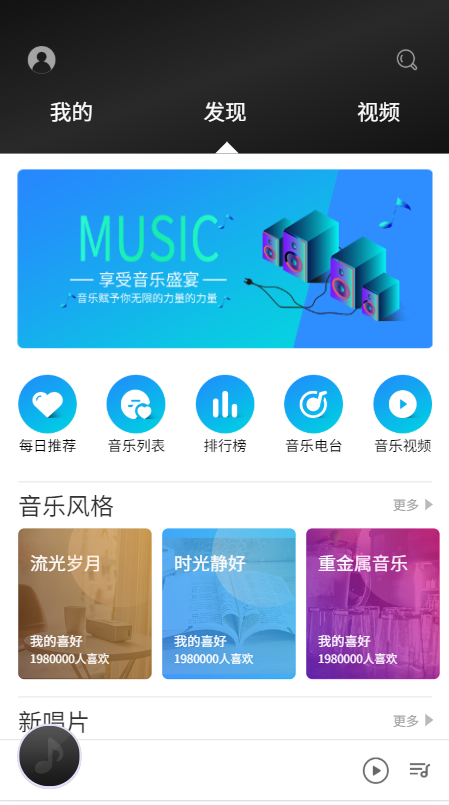 我的 发现 视频
MUSIC
享受音乐盛宴
音乐赋予你无限的力量的力量
每日推荐 音乐列表 排行榜 音乐电台 音乐视频
音乐风格 更多
流光岁月 时光静好 重金属音乐
我的喜好 我的喜好 我的喜好
1980000人喜欢 1980000人喜欢 1980000人喜欢
新唱片 更多